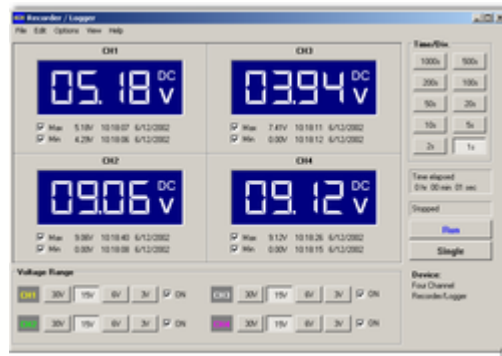 Recorder / Logger
File Edit Options View Help
CH1
05.18 DC V
Max 5.18V 10:18:07 6/12/2002
Min 4.29V 10:18:06 6/12/2002
CH3
03.94 DC V
Max 7.41V 10:18:11 6/12/2002
Min 0.00V 10:18:12 6/12/2002
CH2
09.06 DC V
Max 9.08V 10:18:40 6/12/2002
Min 0.00V 10:18:08 6/12/2002
CH4
09.12 DC V
Max 9.12V 10:18:26 6/12/2002
Min 0.00V 10:18:15 6/12/2002
Time/Div.
1000s 500s
200s 100s
50s 20s
10s 5s
2s 1s
Time elapsed
0 hr 00 min 01 sec
Stopped
Run
Single
Voltage Range
CH1 30V 15V 6V 3V ON
CH3 30V 15V 6V 3V ON
CH2 30V 15V 6V 3V ON
CH4 30V 15V 6V 3V ON
Device:
Four Channel
Recorder/Logger